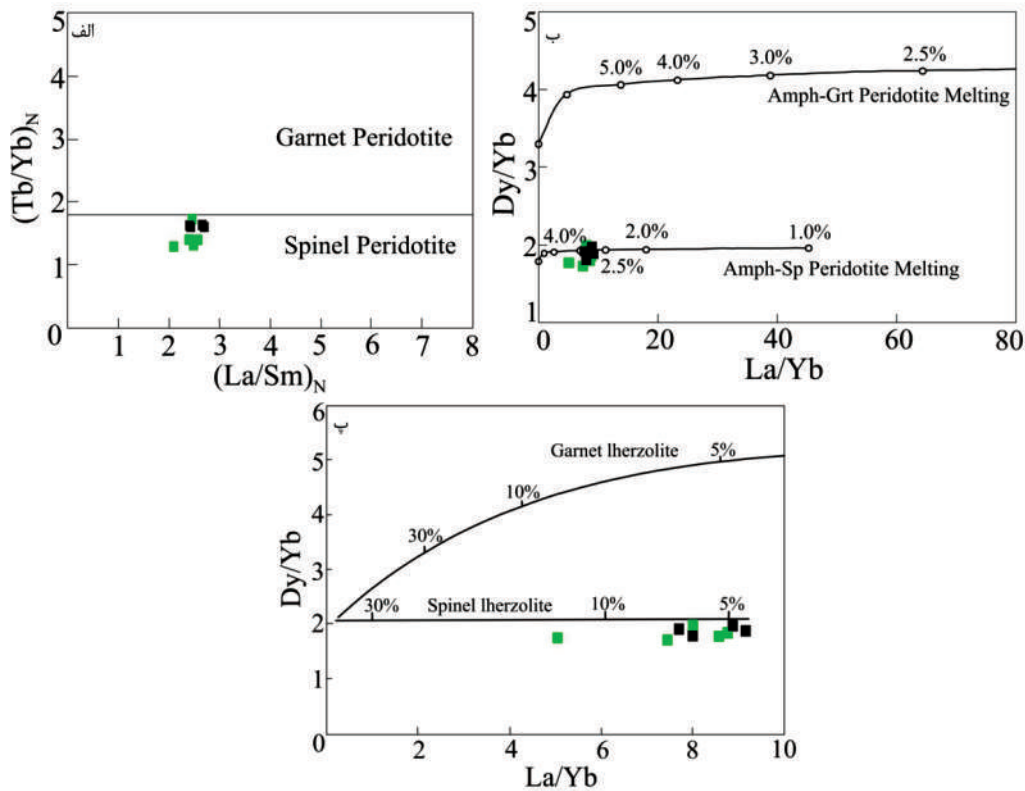 الف
5
4
3
2
1
0
(Tb/Yb)N
Garnet Peridotite
Spinel Peridotite
1 2 3 4 5 6 7 8
(La/Sm)N
ب
5
4
3
2
1
Dy/Yb
5.0% 4.0% 3.0% 2.5%
Amph-Grt Peridotite Melting
4.0% 2.0% 1.0%
2.5%
Amph-Sp Peridotite Melting
0 20 40 60 80
La/Yb
پ
6
5
4
3
2
1
0
Dy/Yb
Garnet lherzolite
5%
10%
30%
30% Spinel lherzolite 10% 5%
2 4 6 8 10
La/Yb